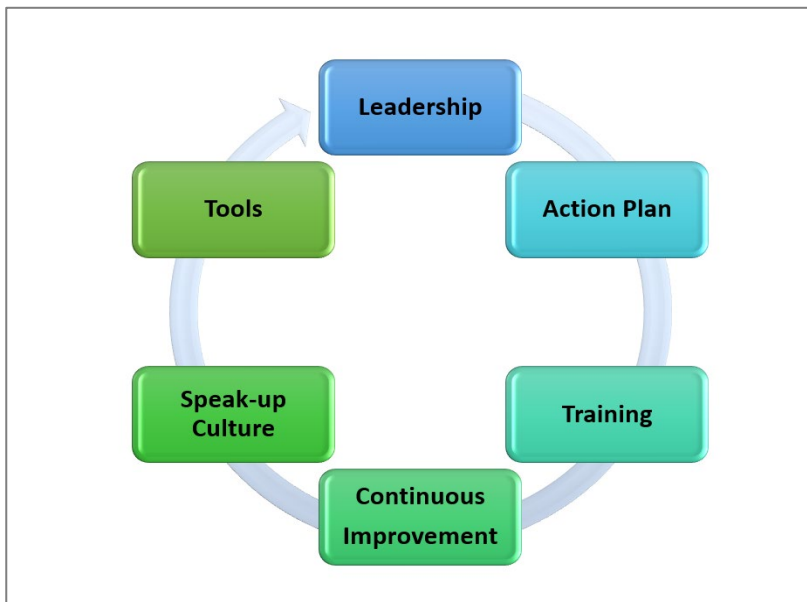 Leadership
Action Plan
Training
Continuous
Improvement
Speak-up
Culture
Tools